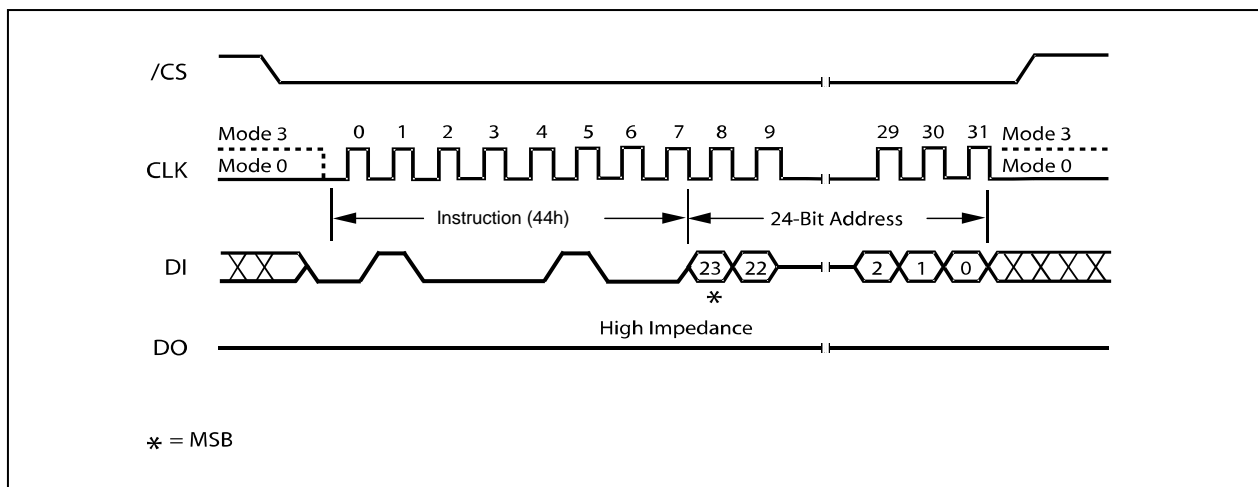 /CS
Mode 3
0 1 2 3 4 5 6 7 8 9 29 30 31
Mode 3
CLK
Mode 0
Mode 0
Instruction (44h)
24-Bit Address
DI
23 22 2 1 0
*
High Impedance
DO
* = MSB